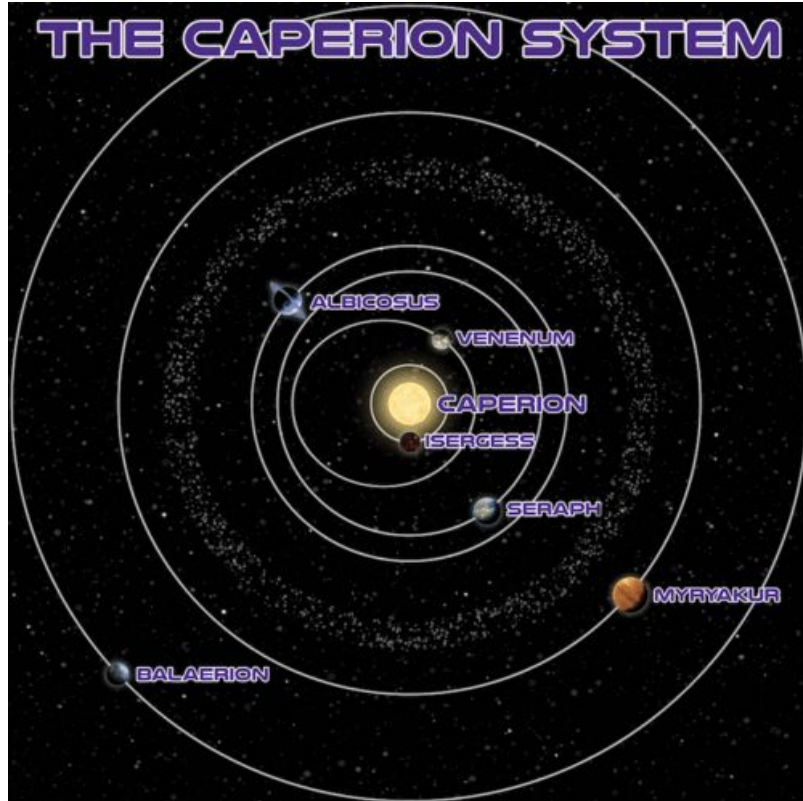 THE CAPERION SYSTEM
ALBICOSUS
VENENUM
CAPERION
ISERGESS
SERAPH
MYRYAKUR
BALAERION